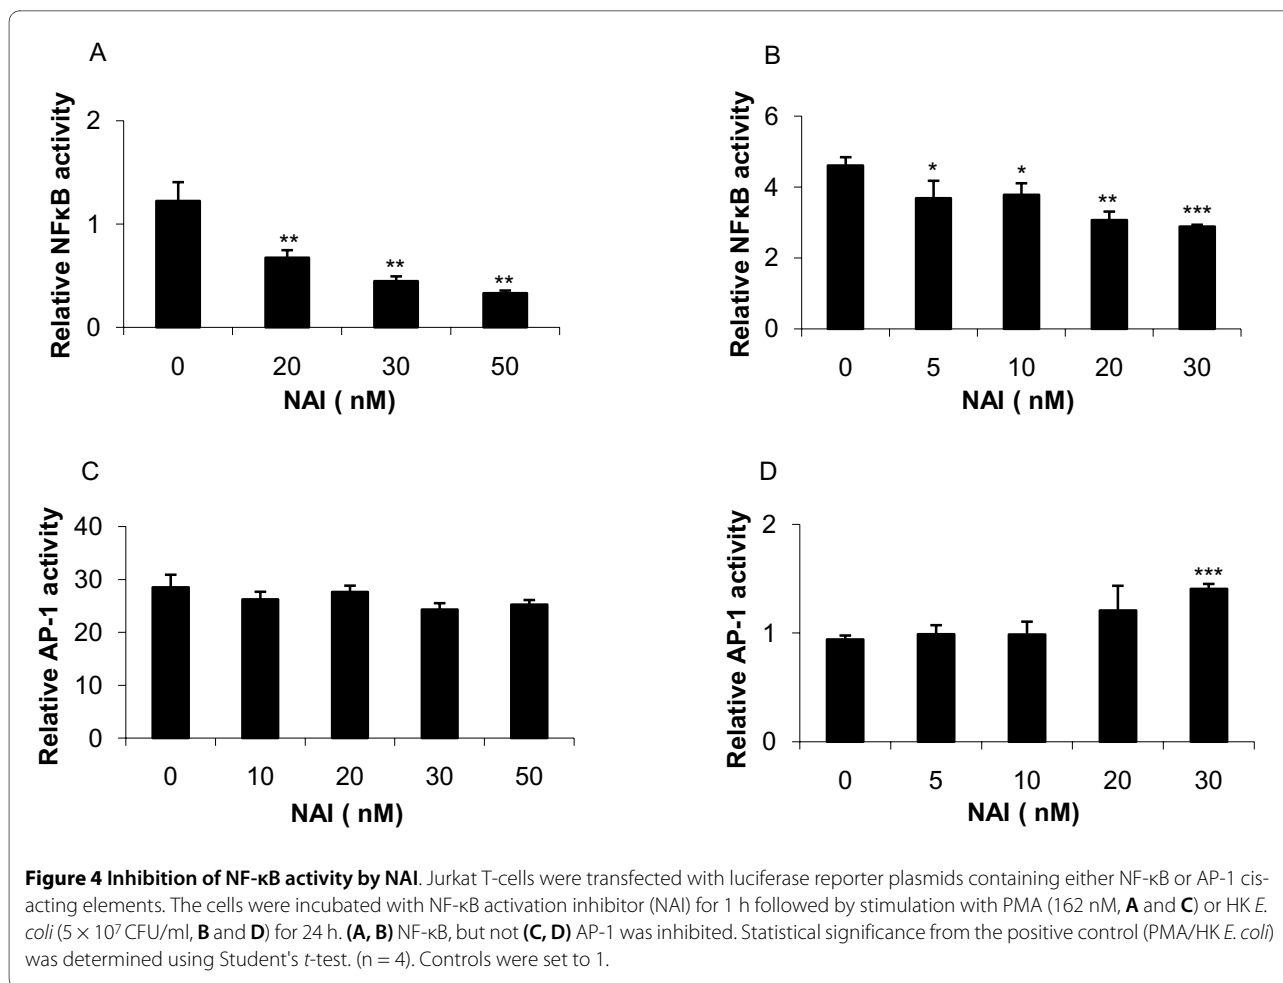 A
Relative NFκB activity
2
1
0
**
**
**
0 20 30 50
NAI ( nM)
B
Relative NFκB activity
6
4
2
0
*
*
**
***
0 5 10 20 30
NAI ( nM)
C
Relative AP-1 activity
40
30
20
10
0
0 10 20 30 50
NAI ( nM)
D
Relative AP-1 activity
2
1
0
***
0 5 10 20 30
NAI ( nM)
Figure 4 Inhibition of NF-κB activity by NAI. Jurkat T-cells were transfected with luciferase reporter plasmids containing either NF-κB or AP-1 cis-
acting elements. The cells were incubated with NF-κB activation inhibitor (NAI) for 1 h followed by stimulation with PMA (162 nM, A and C) or HK E.
coli (5 × 10⁷ CFU/ml, B and D) for 24 h. (A, B) NF-κB, but not (C, D) AP-1 was inhibited. Statistical significance from the positive control (PMA/HK E. coli)
was determined using Student's t-test. (n = 4). Controls were set to 1.